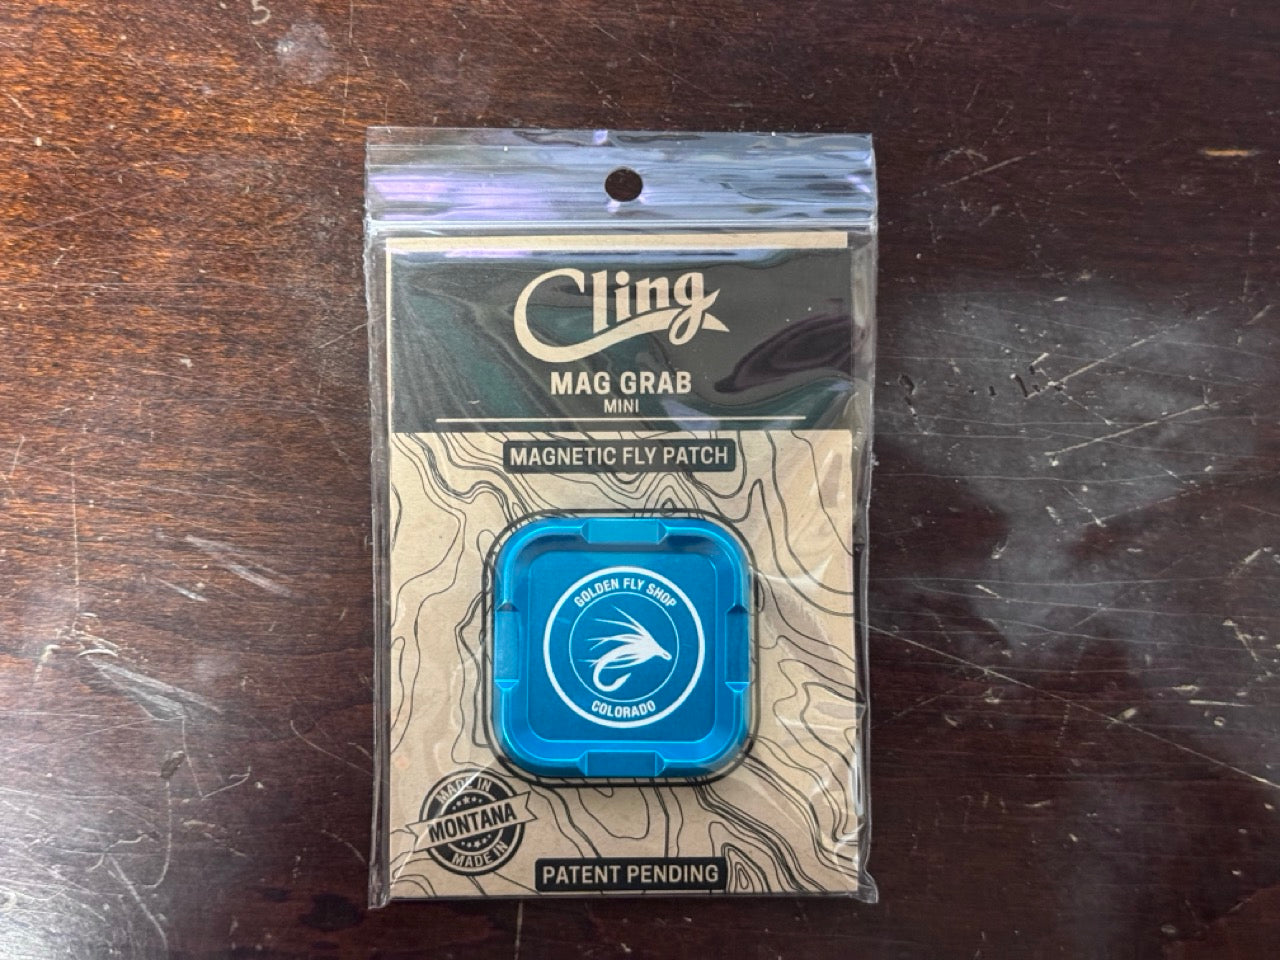 Cling
MAG GRAB
MINI
MAGNETIC FLY PATCH
GOLDEN FLY SHOP
COLORADO
MADE IN
MONTANA
MADE IN
PATENT PENDING